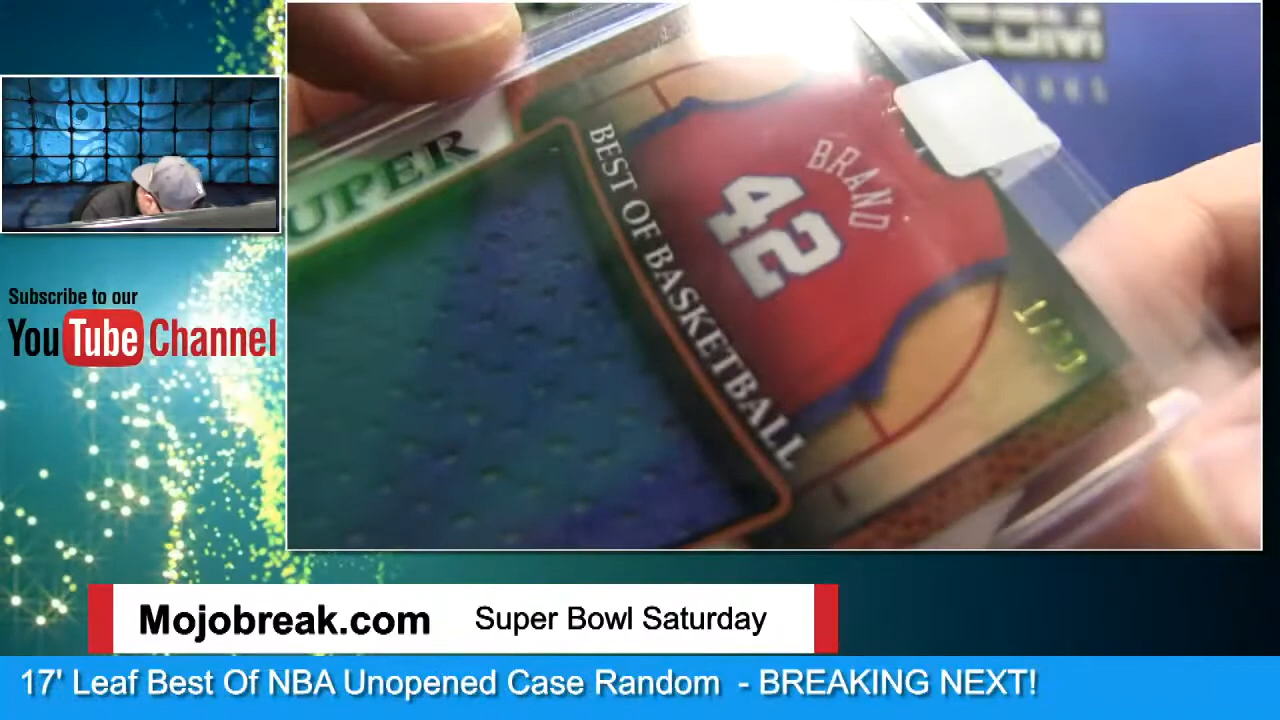 .COM
UPER
BEST OF BASKETBALL
BRAND
42
Subscribe to our
YouTube Channel
Mojobreak.com Super Bowl Saturday
17' Leaf Best Of NBA Unopened Case Random - BREAKING NEXT!